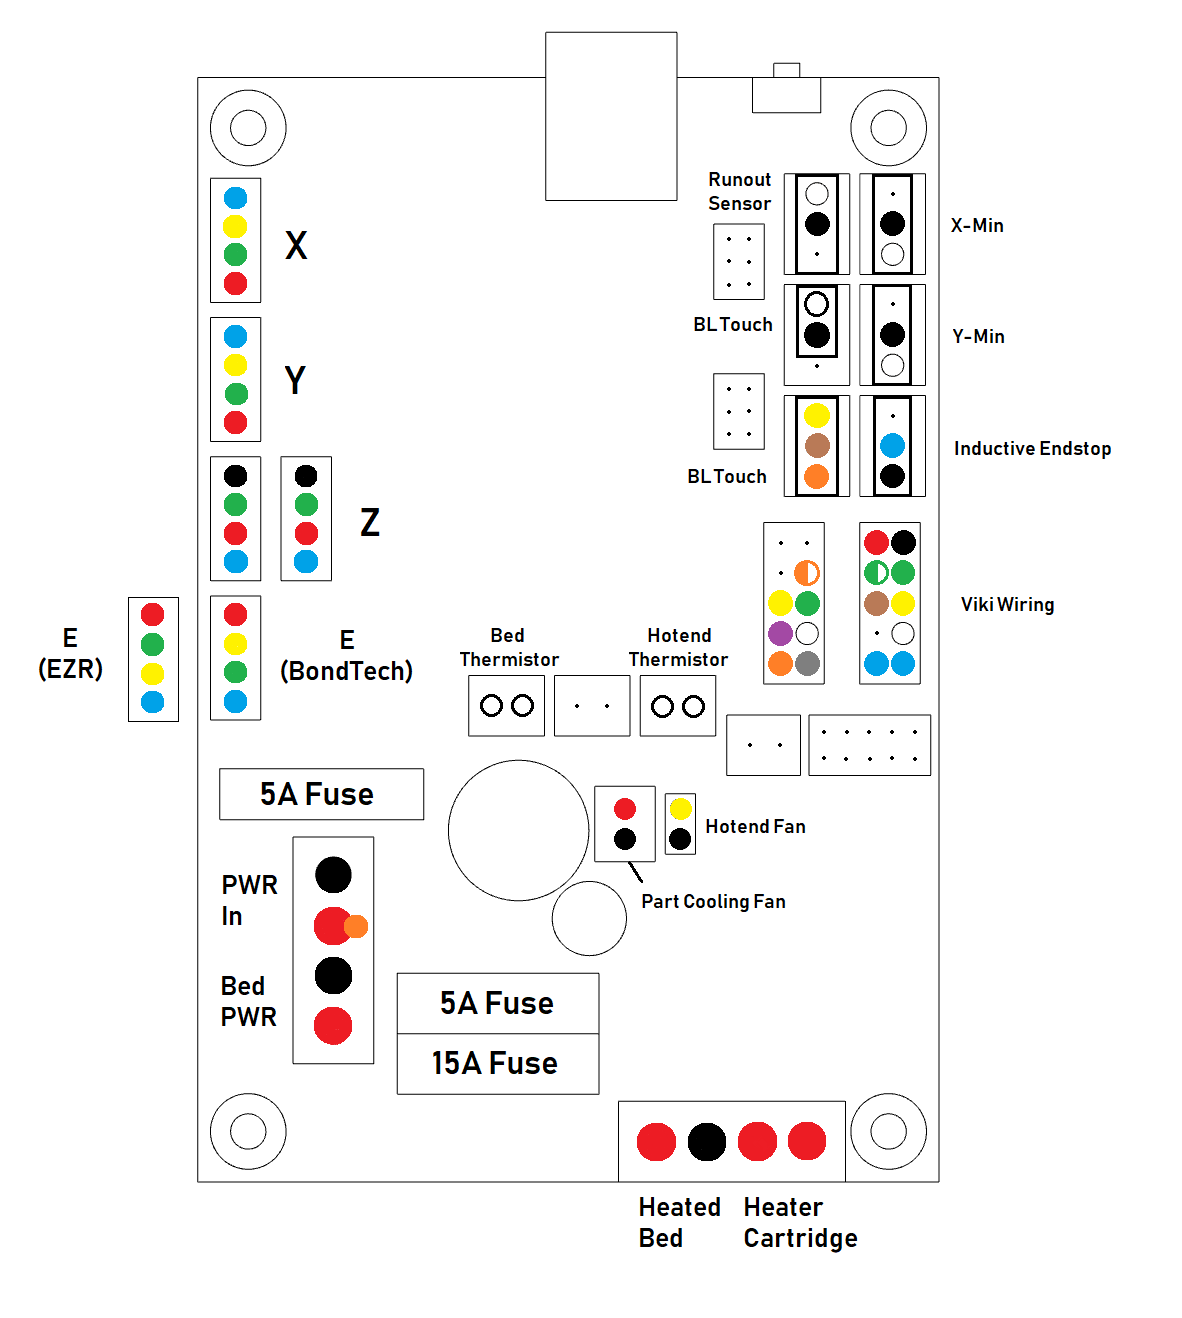 Runout
Sensor
X-Min
X
BLTouch
Y-Min
Y
Inductive Endstop
BLTouch
Z
Viki Wiring
E
(EZR)
E
(BondTech)
Bed
Thermistor
Hotend
Thermistor
5A Fuse
Hotend Fan
PWR
In
Part Cooling Fan
Bed
PWR
5A Fuse
15A Fuse
Heated
Bed
Heater
Cartridge